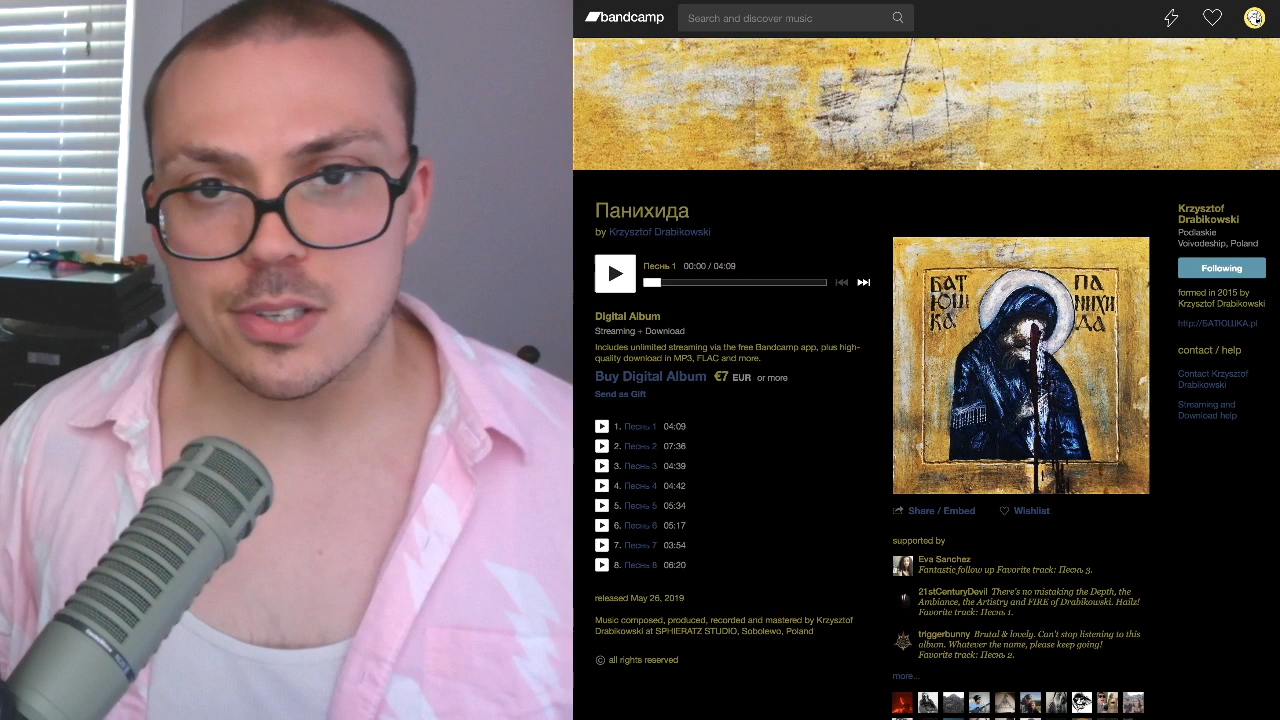 bandcamp
Search and discover music
Панихида
by Krzysztof Drabikowski
Песнь 1 00:00 / 04:09
Digital Album
Streaming + Download
Includes unlimited streaming via the free Bandcamp app, plus high-
quality download in MP3, FLAC and more.
Buy Digital Album €7 EUR or more
Send as Gift
1. Песнь 1 04:09
2. Песнь 2 07:36
3. Песнь 3 04:39
4. Песнь 4 04:42
5. Песнь 5 05:34
6. Песнь 6 05:17
7. Песнь 7 03:54
8. Песнь 8 06:20
released May 26, 2019
Music composed, produced, recorded and mastered by Krzysztof
Drabikowski at SPHIERATZ STUDIO, Sobolewo, Poland
© all rights reserved
БАТ
ЮШ
КА
ПА
НИХИ
ДА
Share / Embed
Wishlist
supported by
Eva Sanchez
Fantastic follow up Favorite track: Песнь 3.
21stCenturyDevil There's no mistaking the Depth, the
Ambiance, the Artistry and FIRE of Drabikowski. Hailz!
Favorite track: Песнь 1.
triggerbunny Brutal & lovely. Can't stop listening to this
album. Whatever the name, please keep going!
Favorite track: Песнь 2.
more...
Krzysztof
Drabikowski
Podlaskie
Voivodeship, Poland
Following
formed in 2015 by
Krzysztof Drabikowski
http://БАТЮШКА.pl
contact / help
Contact Krzysztof
Drabikowski
Streaming and
Download help